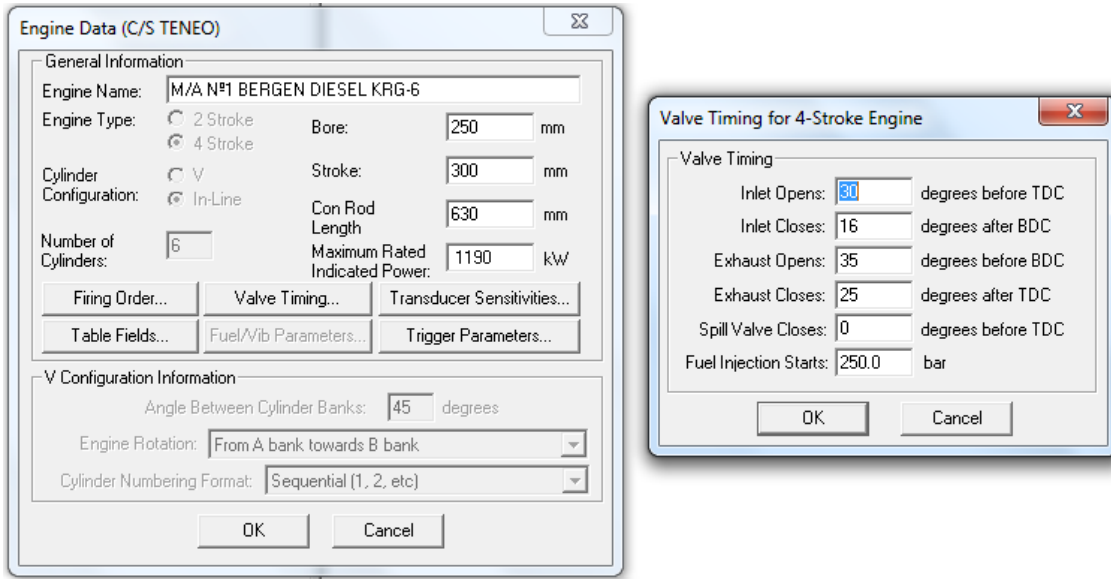 Engine Data (C/S TENEO)
General Information
Engine Name: M/A Nº1 BERGEN DIESEL KRG-6
Engine Type: 2 Stroke
4 Stroke
Bore: 250 mm
Cylinder
Configuration: V
In-Line
Stroke: 300 mm
Con Rod
Length 630 mm
Number of
Cylinders: 6
Maximum Rated
Indicated Power: 1190 kW
Firing Order... Valve Timing... Transducer Sensitivities...
Table Fields... Fuel/Vib Parameters... Trigger Parameters...
V Configuration Information
Angle Between Cylinder Banks: 45 degrees
Engine Rotation: From A bank towards B bank
Cylinder Numbering Format: Sequential (1, 2, etc)
OK Cancel
Valve Timing for 4-Stroke Engine
Valve Timing
Inlet Opens: 30 degrees before TDC
Inlet Closes: 16 degrees after BDC
Exhaust Opens: 35 degrees before BDC
Exhaust Closes: 25 degrees after TDC
Spill Valve Closes: 0 degrees before TDC
Fuel Injection Starts: 250.0 bar
OK Cancel